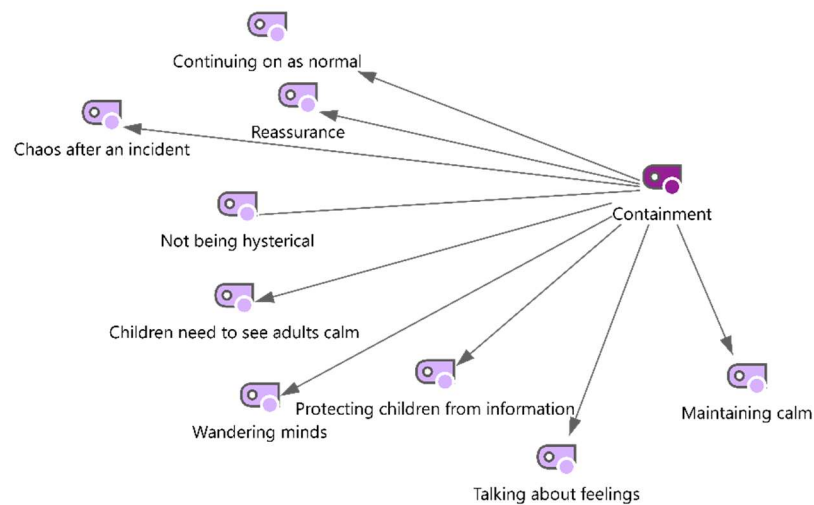 Continuing on as normal
Reassurance
Chaos after an incident
Containment
Not being hysterical
Children need to see adults calm
Protecting children from information
Maintaining calm
Wandering minds
Talking about feelings